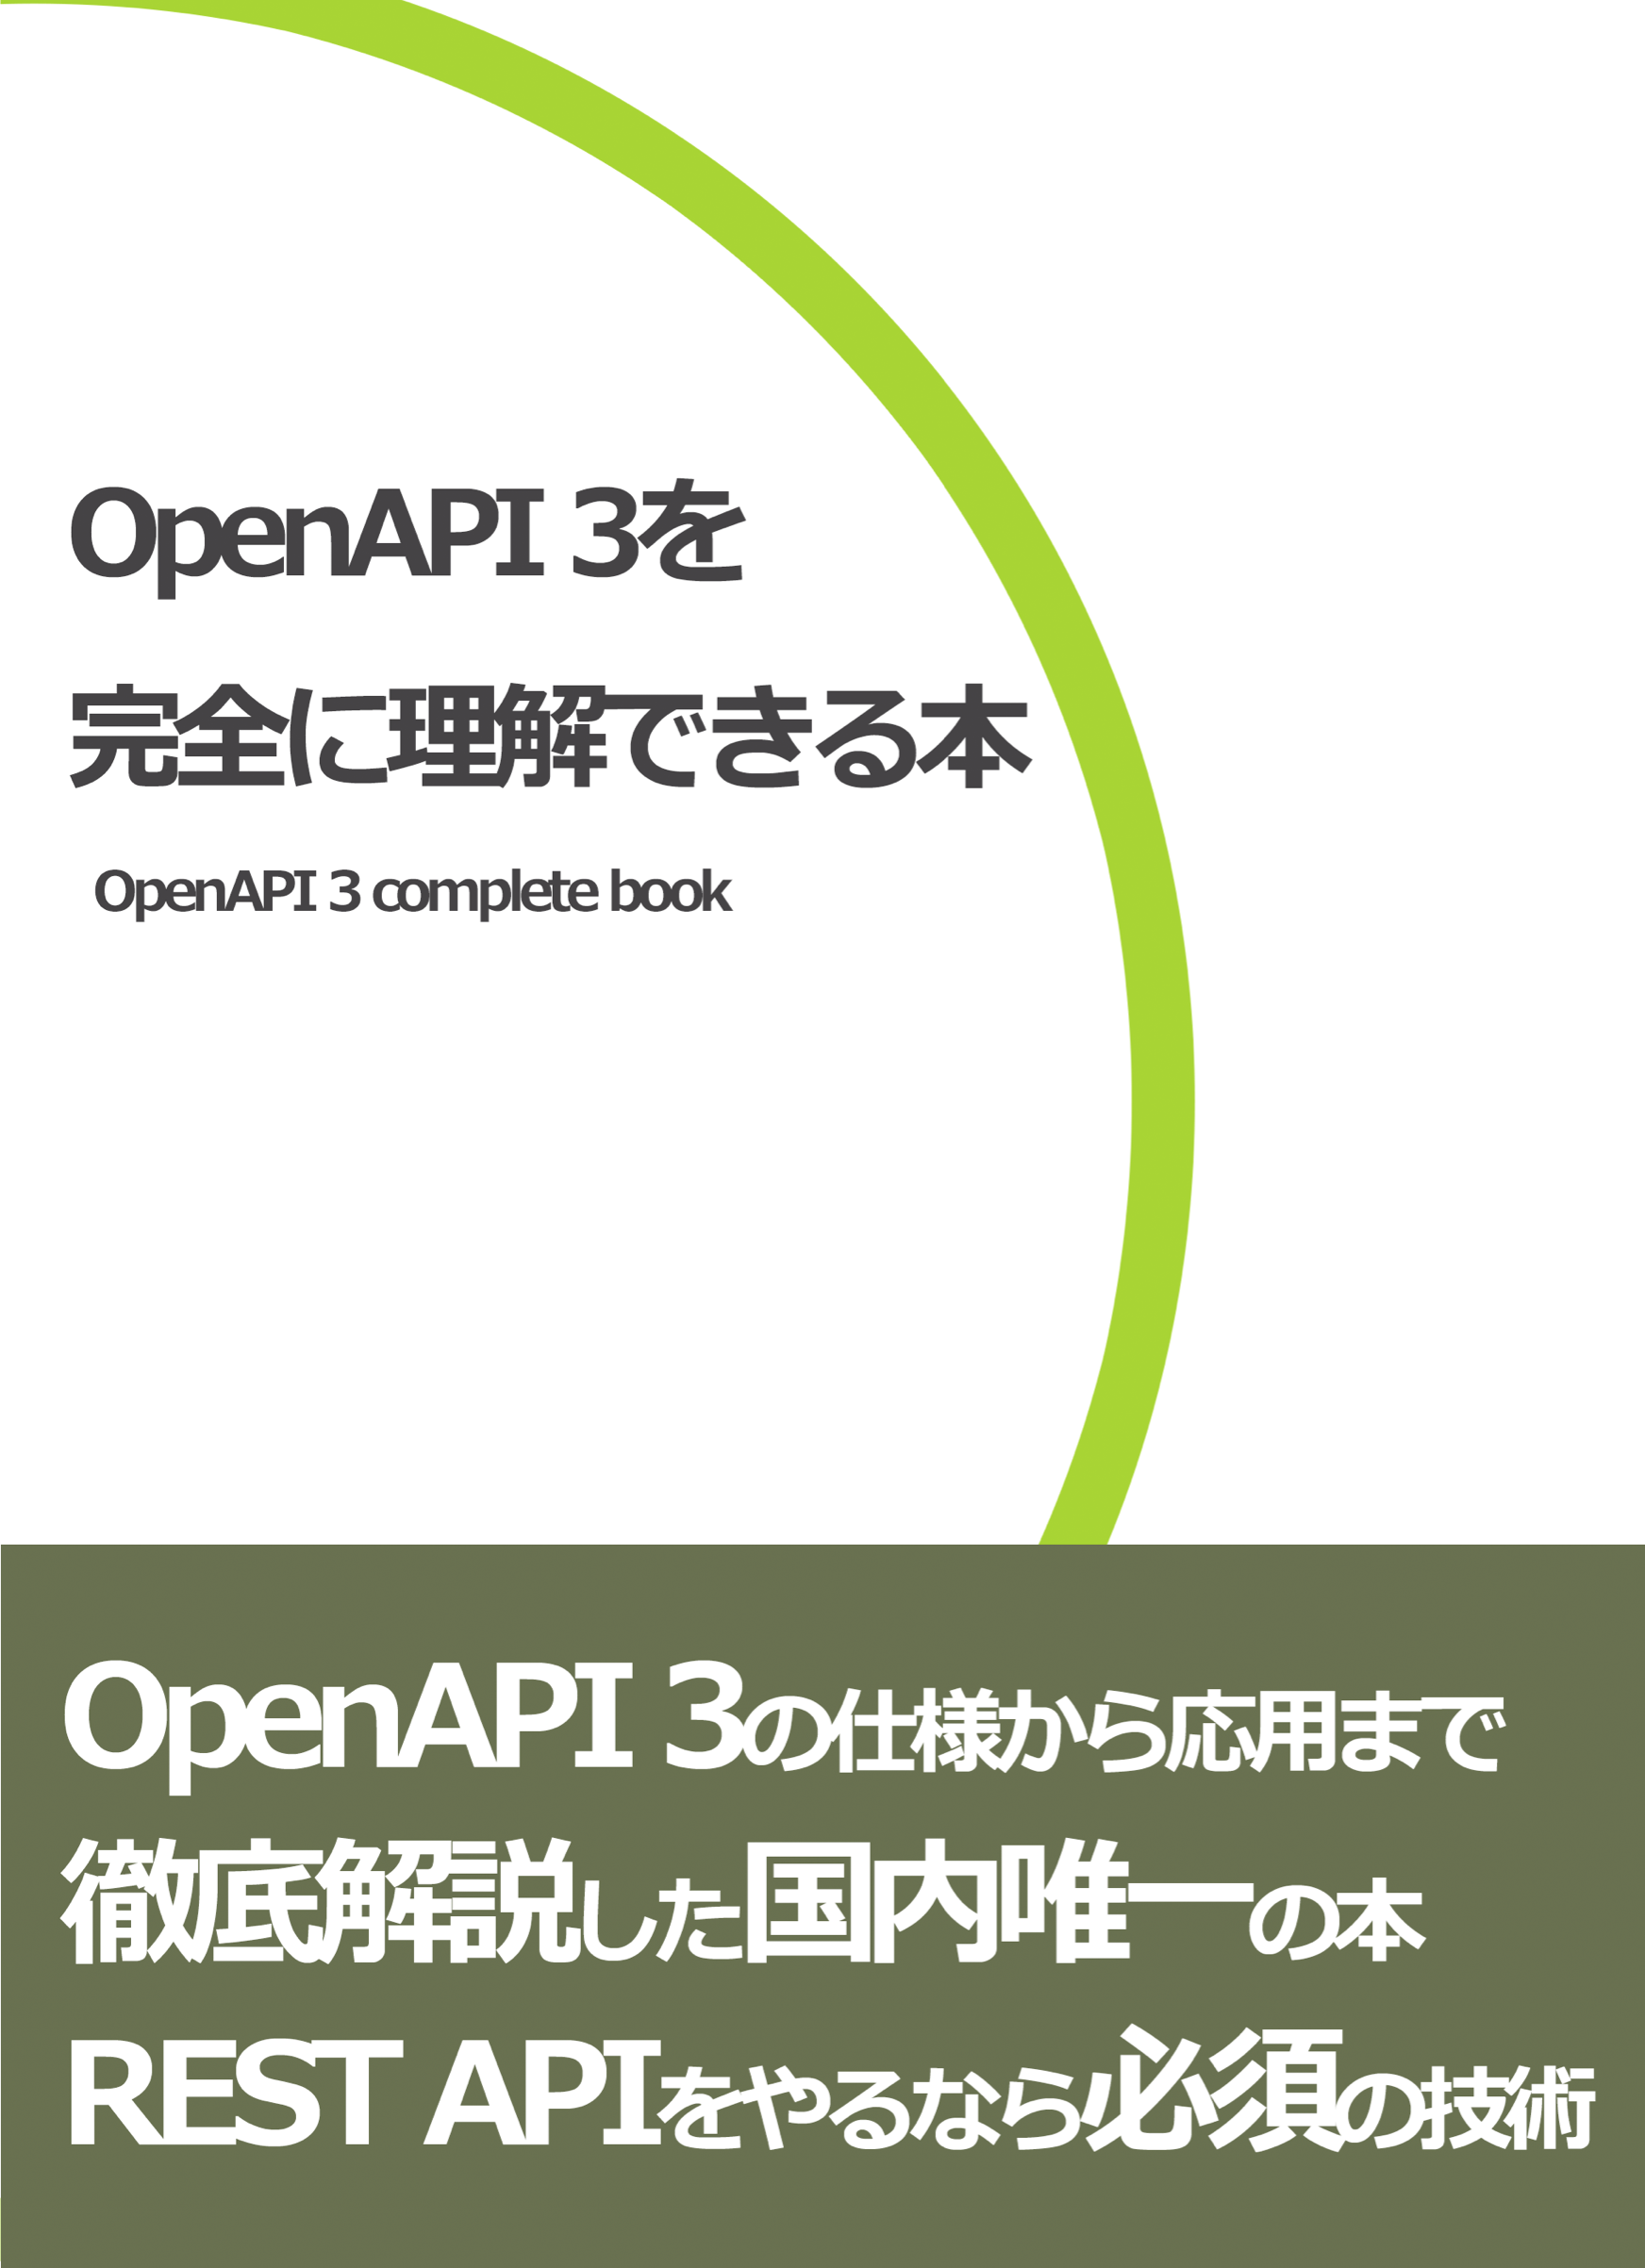 OpenAPI 3を
完全に理解できる本
OpenAPI 3 complete book
OpenAPI 3の仕様から応用まで
徹底解説した国内唯一の本
REST APIをやるなら必須の技術